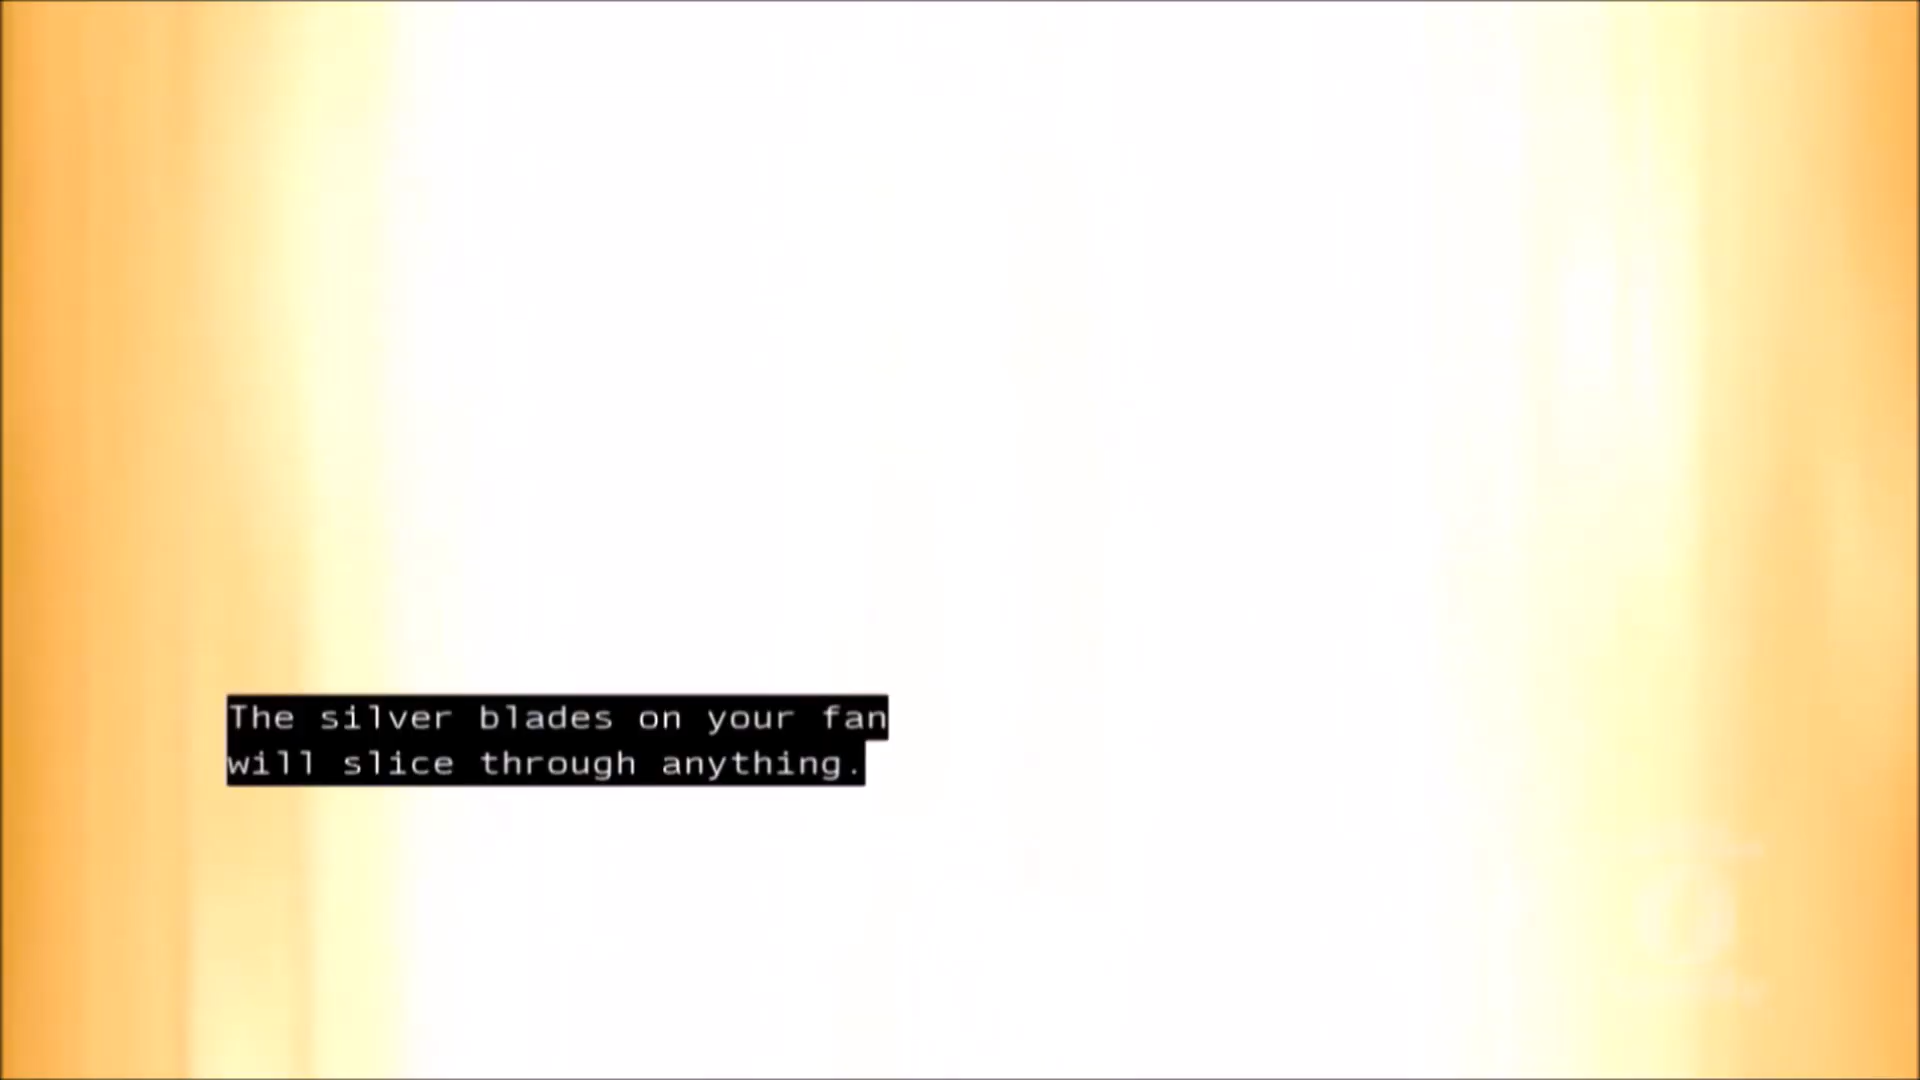 The silver blades on your fan
will slice through anything.